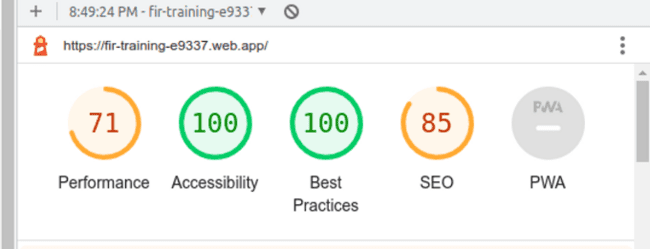 8:49:24 PM - fir-training-e933
https://fir-training-e9337.web.app/
71 100 100 85 PWA
Performance Accessibility Best Practices SEO PWA